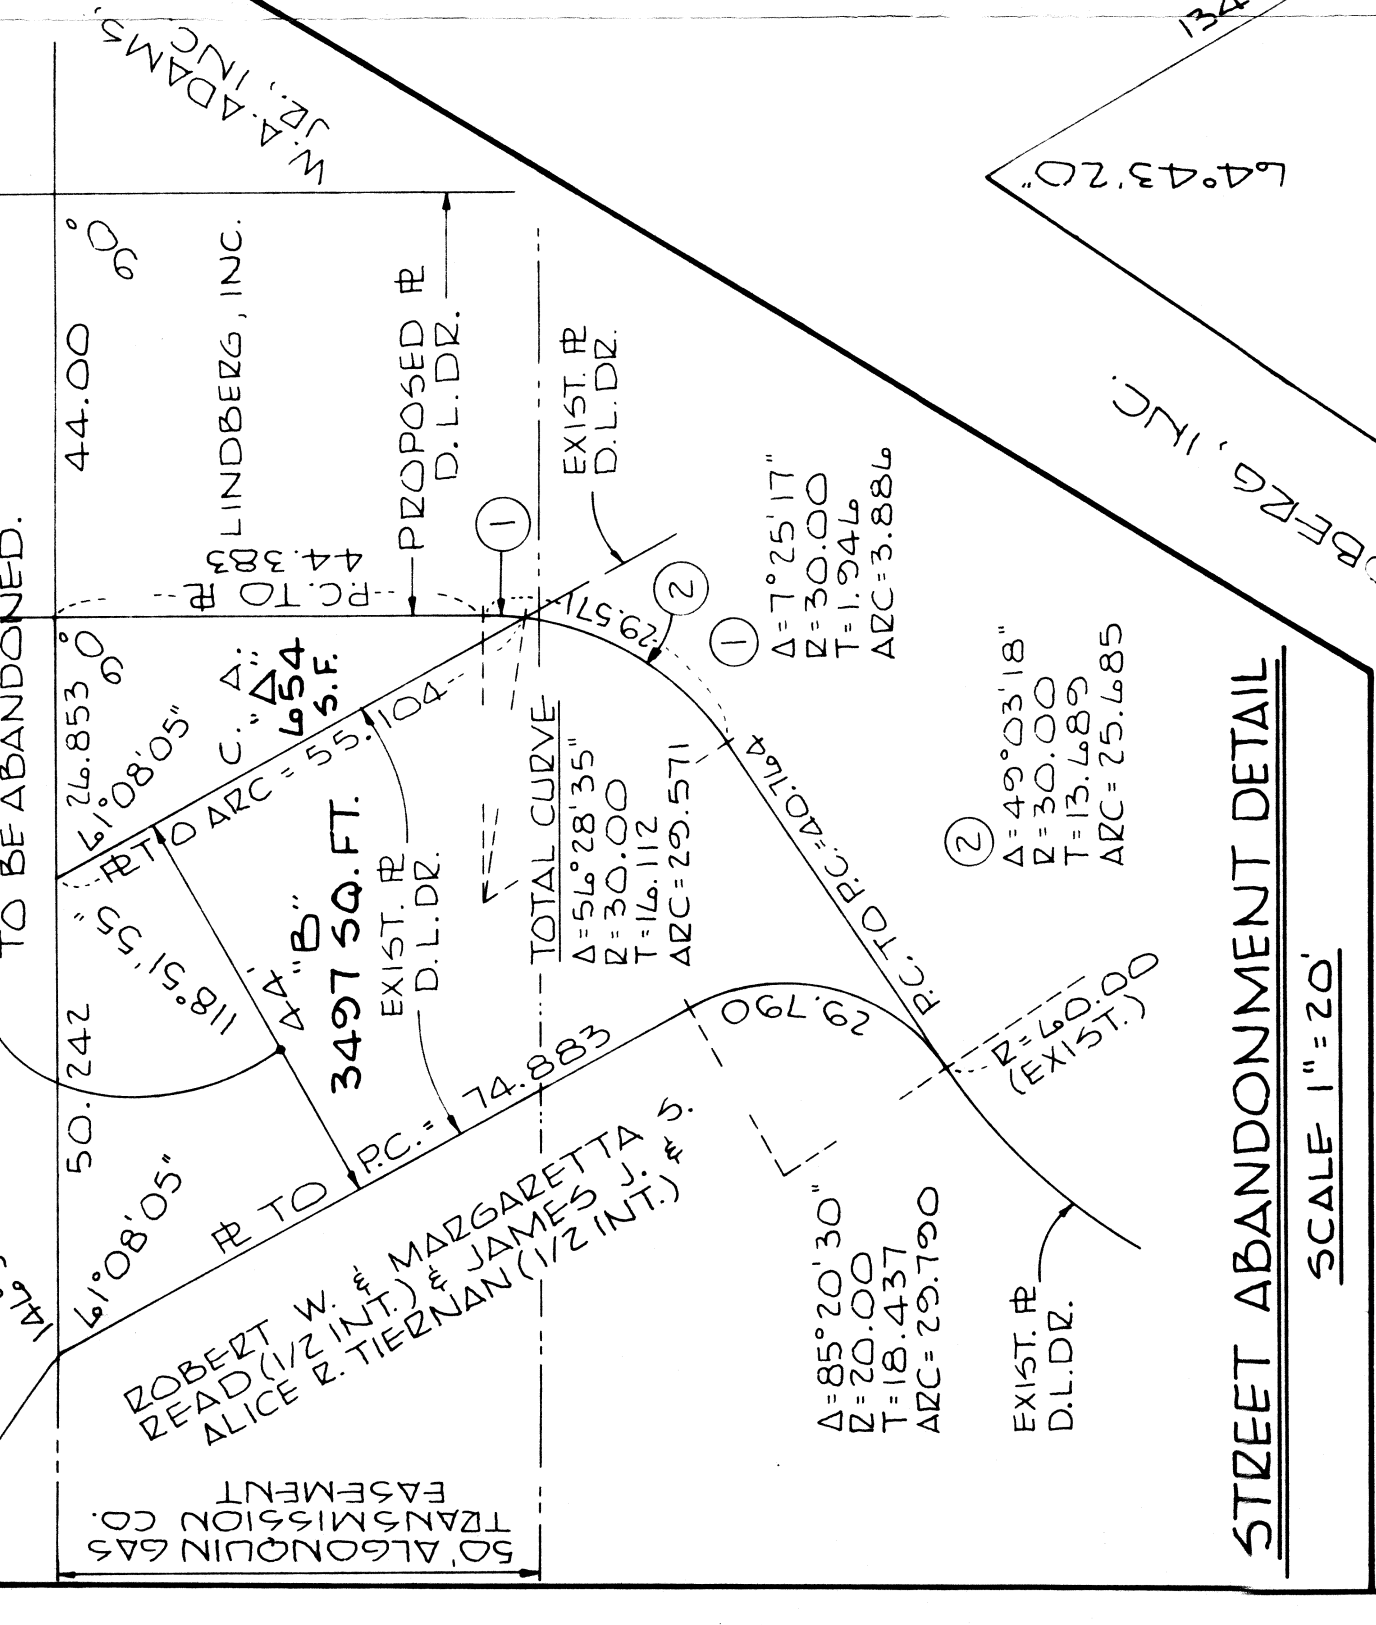 W.A. ADAMS,
JR., INC.
134
64°43'20"
BERG, INC.
TO BE ABANDONED.
44.00
90°
LINDBERG, INC.
P.C. TO ⅊
44.383
PROPOSED ⅊
D.L.DR.
EXIST. ⅊
D.L.DR.
1
2
26.853
90°
61°08'05"
C. "A"
654
S.F.
⅊ TO ARC = 55.104
29.571
118°51'55"
44'
"B"
3497 SQ.FT.
EXIST. ⅊
D.L.DR.
50.242
61°08'05"
146°
⅊ TO P.C. = 74.883
TOTAL CURVE
Δ=56°28'35"
R=30.00
T=16.112
ARC=29.571
1
Δ=7°25'17"
R=30.00
T=1.946
ARC=3.886
2
Δ=49°03'18"
R=30.00
T=13.689
ARC=25.685
P.C. TO P.C.=40.764
29.790
R=60.00
(EXIST.)
ROBERT W. & MARGARETTA S.
READ (1/2 INT.) & JAMES J. &
ALICE R. TIERNAN (1/2 INT.)
Δ=85°20'30"
R=20.00
T=18.437
ARC=29.790
EXIST. ⅊
D.L.DR.
50' ALGONQUIN GAS
TRANSMISSION CO.
EASEMENT
STREET ABANDONMENT DETAIL
SCALE 1"=20'